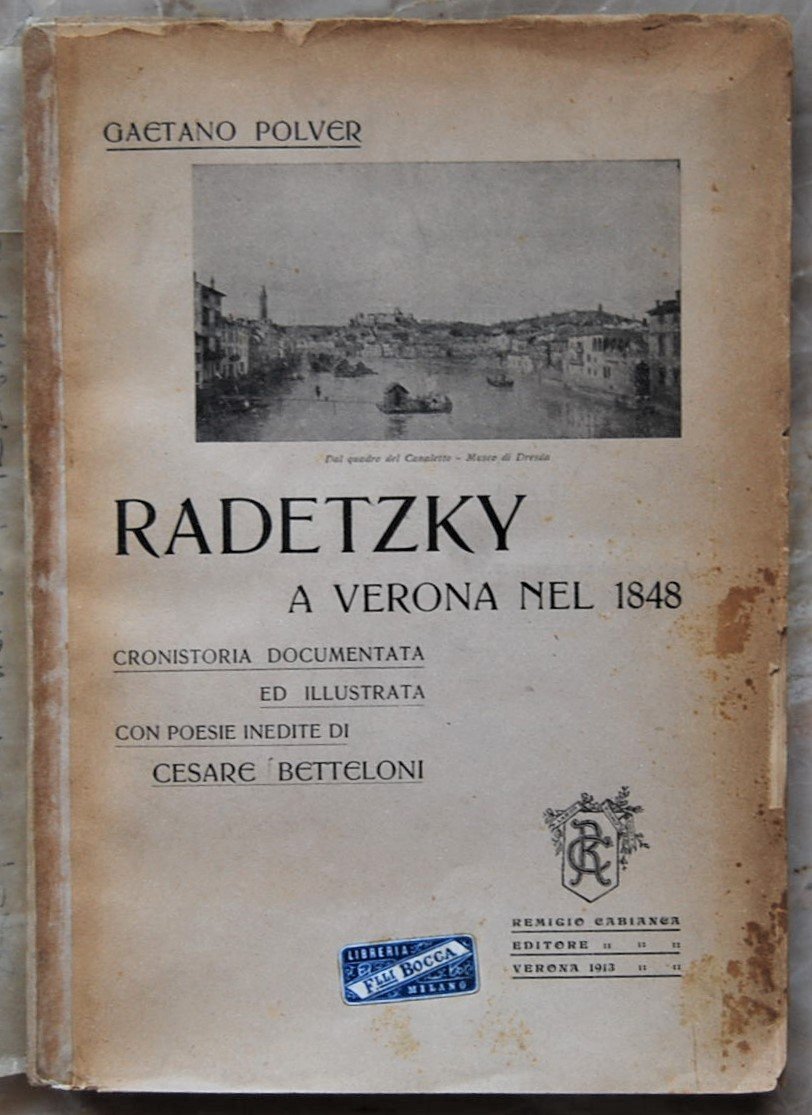 GAETANO POLVER
Dal quadro del Canaletto - Museo di Dresda
RADETZKY
A VERONA NEL 1848
CRONISTORIA DOCUMENTATA
ED ILLUSTRATA
CON POESIE INEDITE DI
CESARE BETTELONI
RCA
REMIGIO CABIANCA
EDITORE :: :: ::
VERONA 1913 :: ::
LIBRERIA
F.LLI BOCCA
MILANO